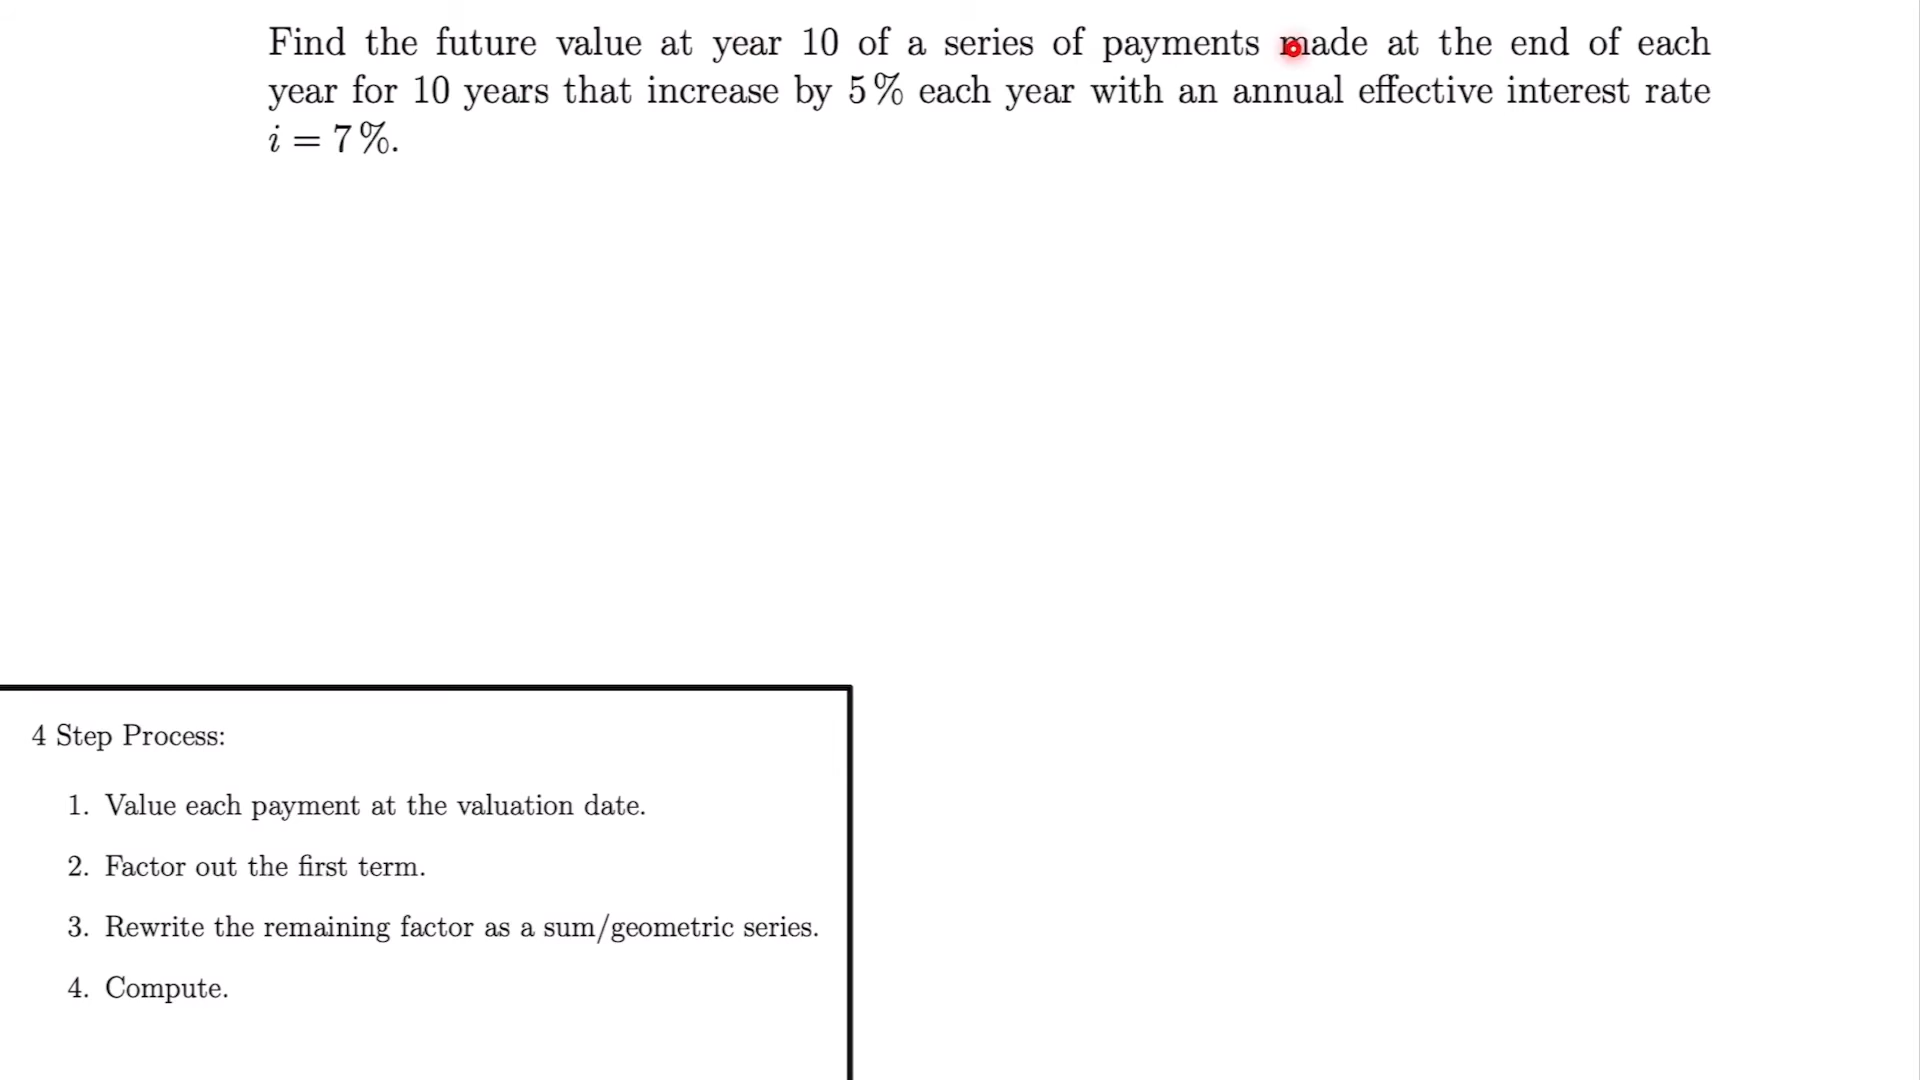 Find the future value at year 10 of a series of payments made at the end of each
year for 10 years that increase by 5 % each year with an annual effective interest rate
i = 7 %.
4 Step Process:
1. Value each payment at the valuation date.
2. Factor out the first term.
3. Rewrite the remaining factor as a sum/geometric series.
4. Compute.